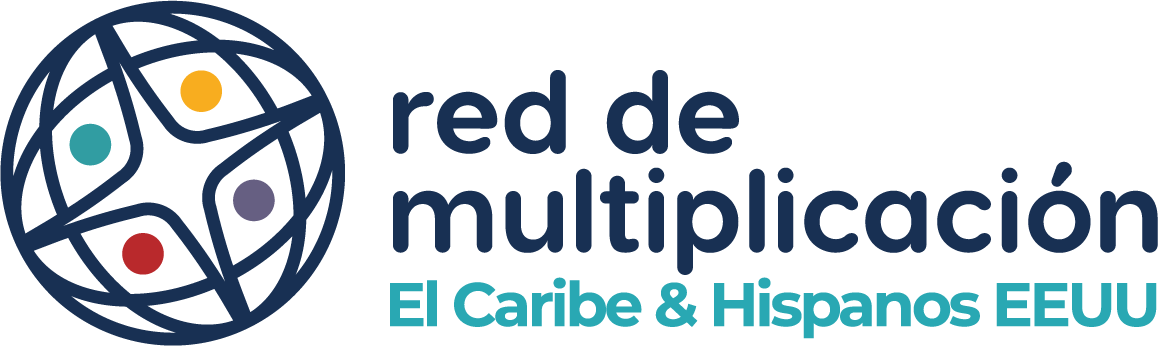 red de
multiplicación
El Caribe & Hispanos EEUU